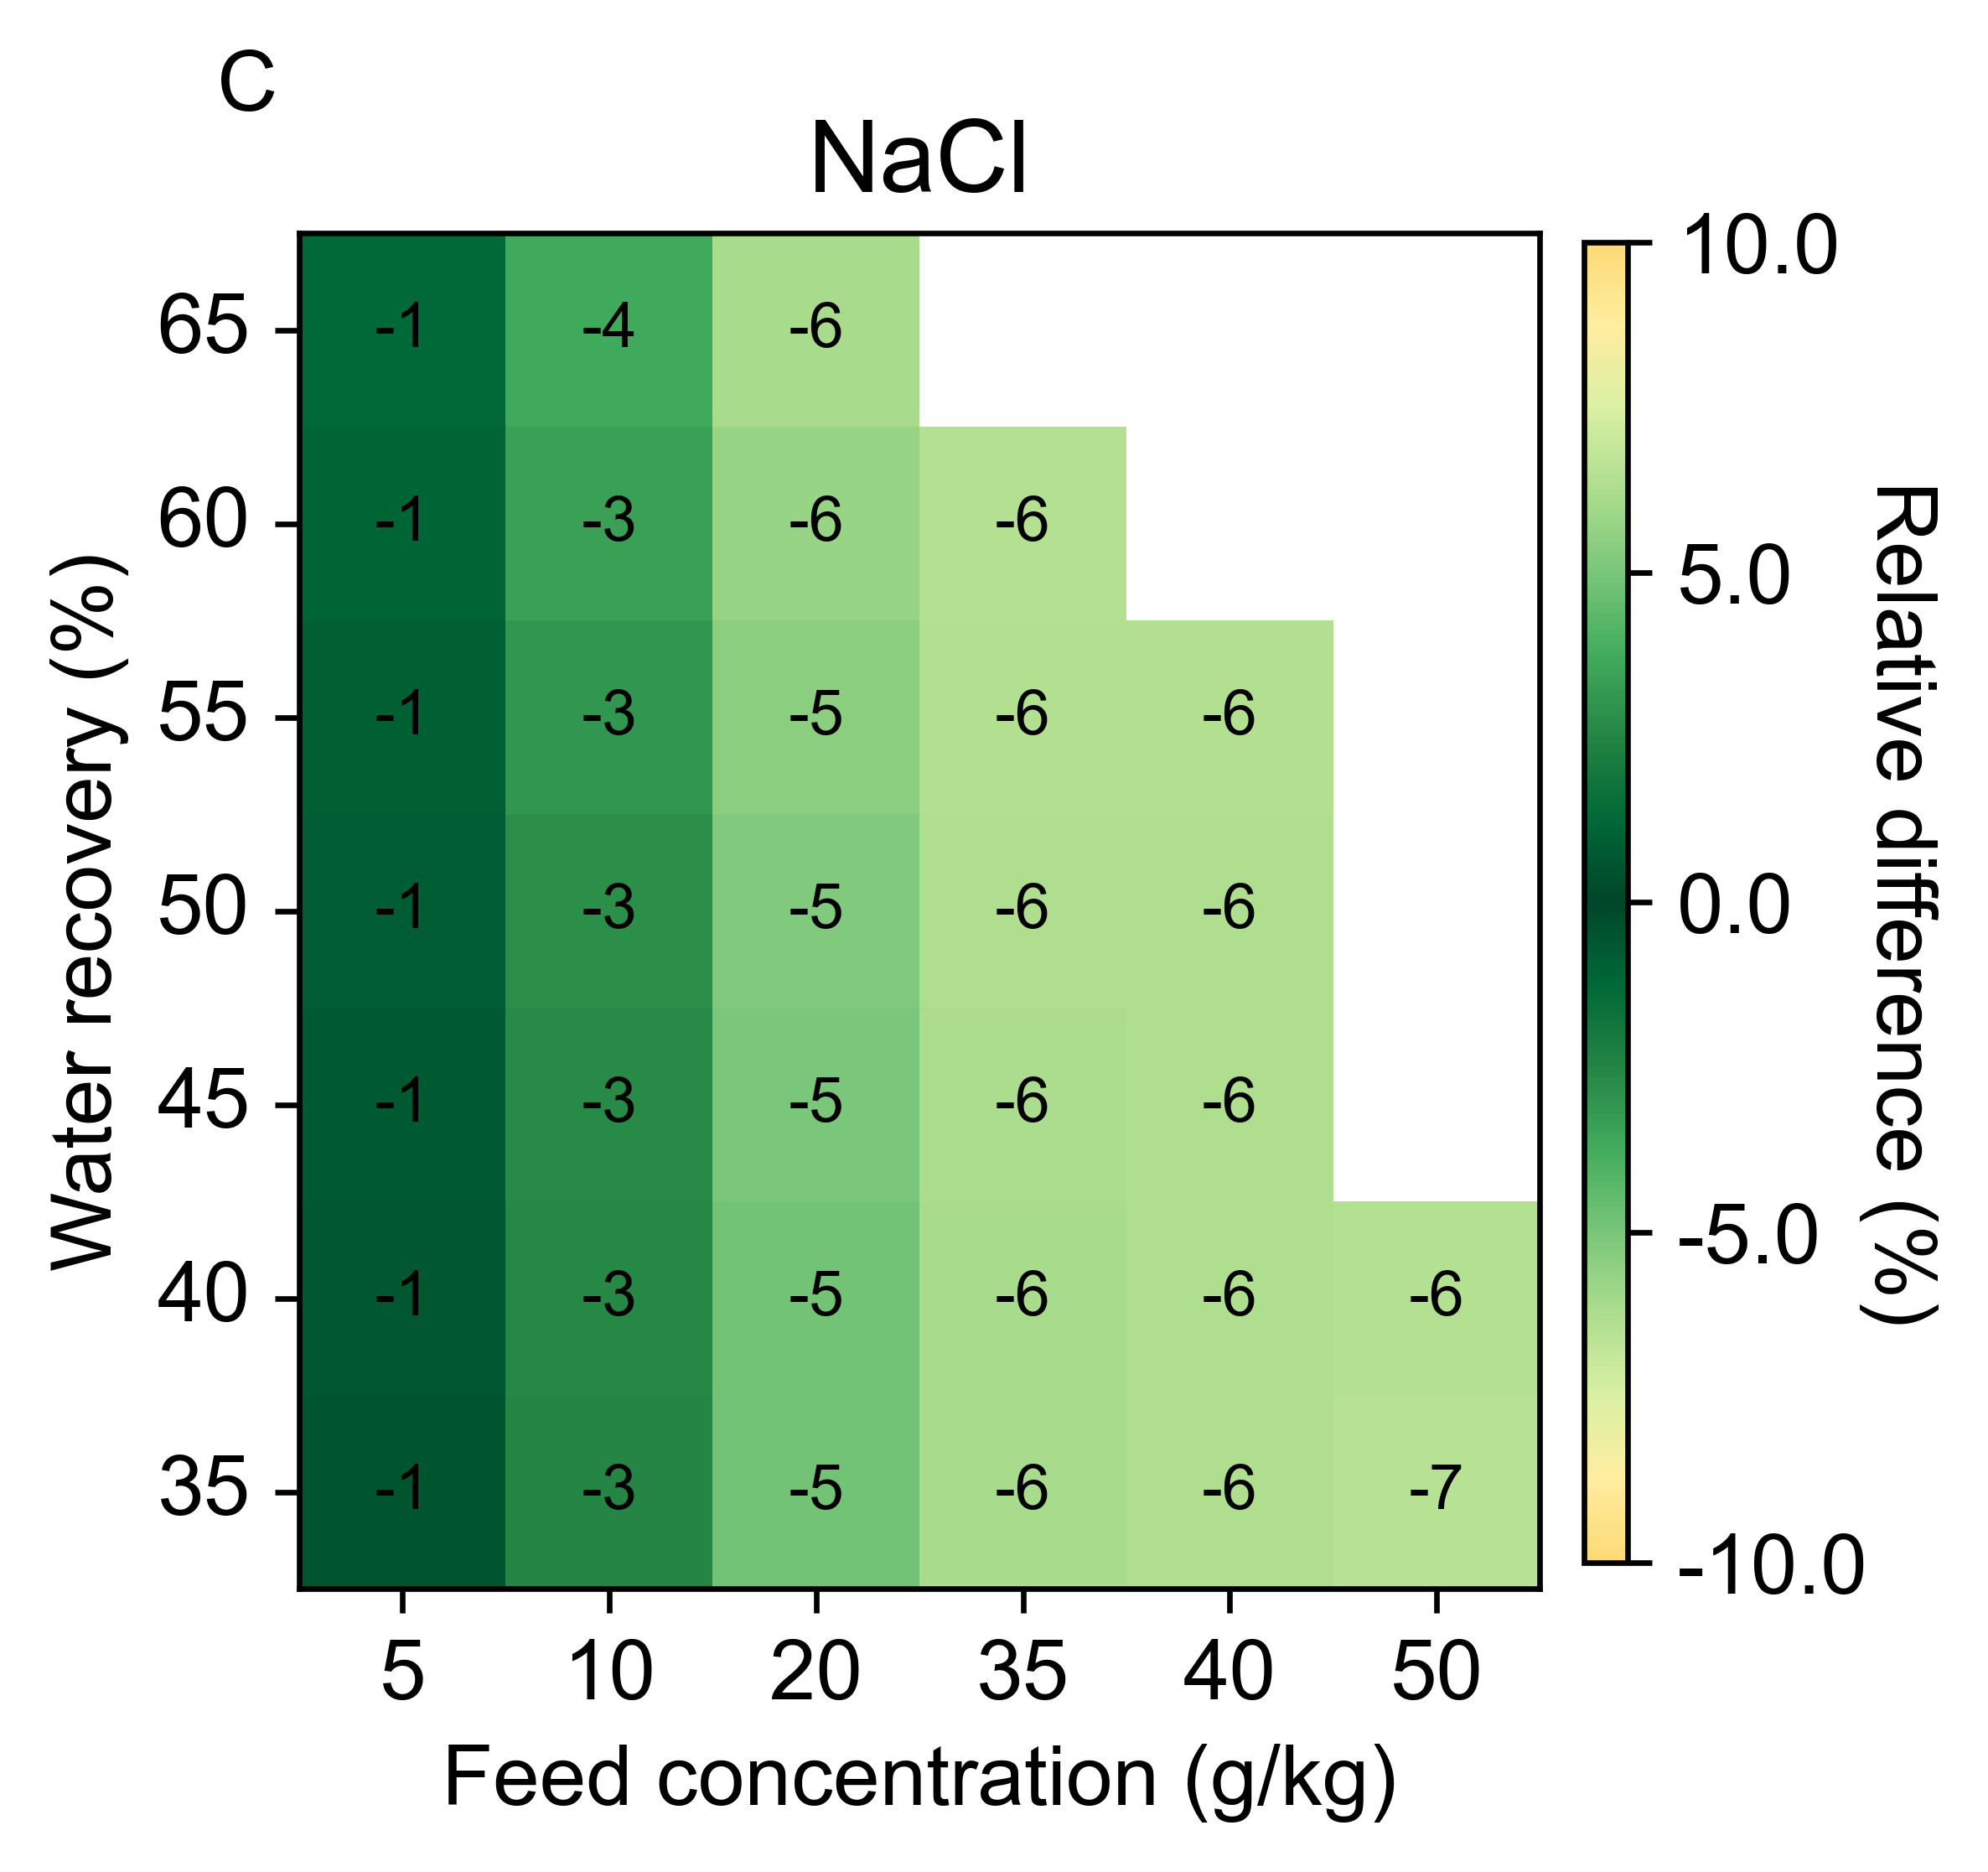 C
NaCl
65 -1 -4 -6
60 -1 -3 -6 -6
55 -1 -3 -5 -6 -6
50 -1 -3 -5 -6 -6
45 -1 -3 -5 -6 -6
40 -1 -3 -5 -6 -6 -6
35 -1 -3 -5 -6 -6 -7
5 10 20 35 40 50
Feed concentration (g/kg)
Water recovery (%)
10.0
5.0
0.0
-5.0
-10.0
Relative difference (%)